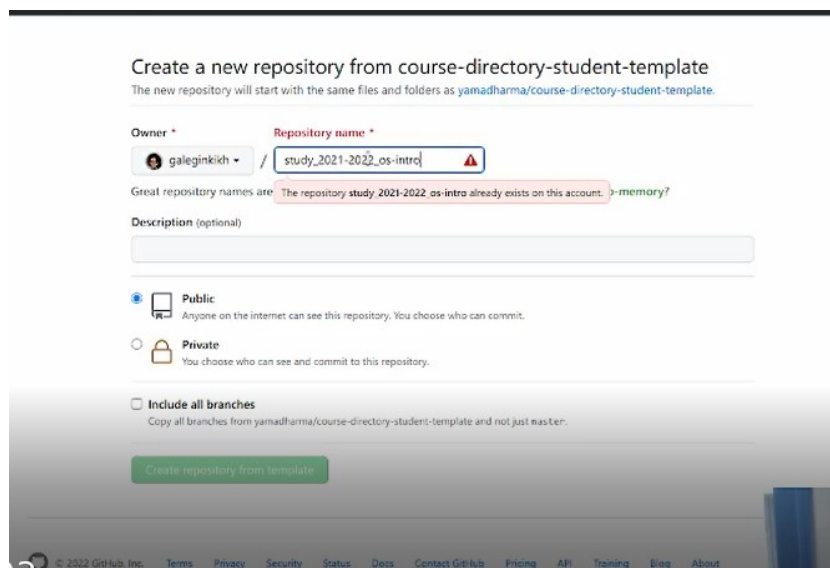 Create a new repository from course-directory-student-template
The new repository will start with the same files and folders as yamadharma/course-directory-student-template.
Owner * Repository name *
galeginkikh / study_2021-2022_os-intro
Great repository names are
The repository study_2021-2022_os-intro already exists on this account.
-memory?
Description (optional)
Public
Anyone on the internet can see this repository. You choose who can commit.
Private
You choose who can see and commit to this repository.
Include all branches
Copy all branches from yamadharma/course-directory-student-template and not just master.
Create repository from template
© 2022 GitHub, Inc. Terms Privacy Security Status Docs Contact GitHub Pricing API Training Blog About